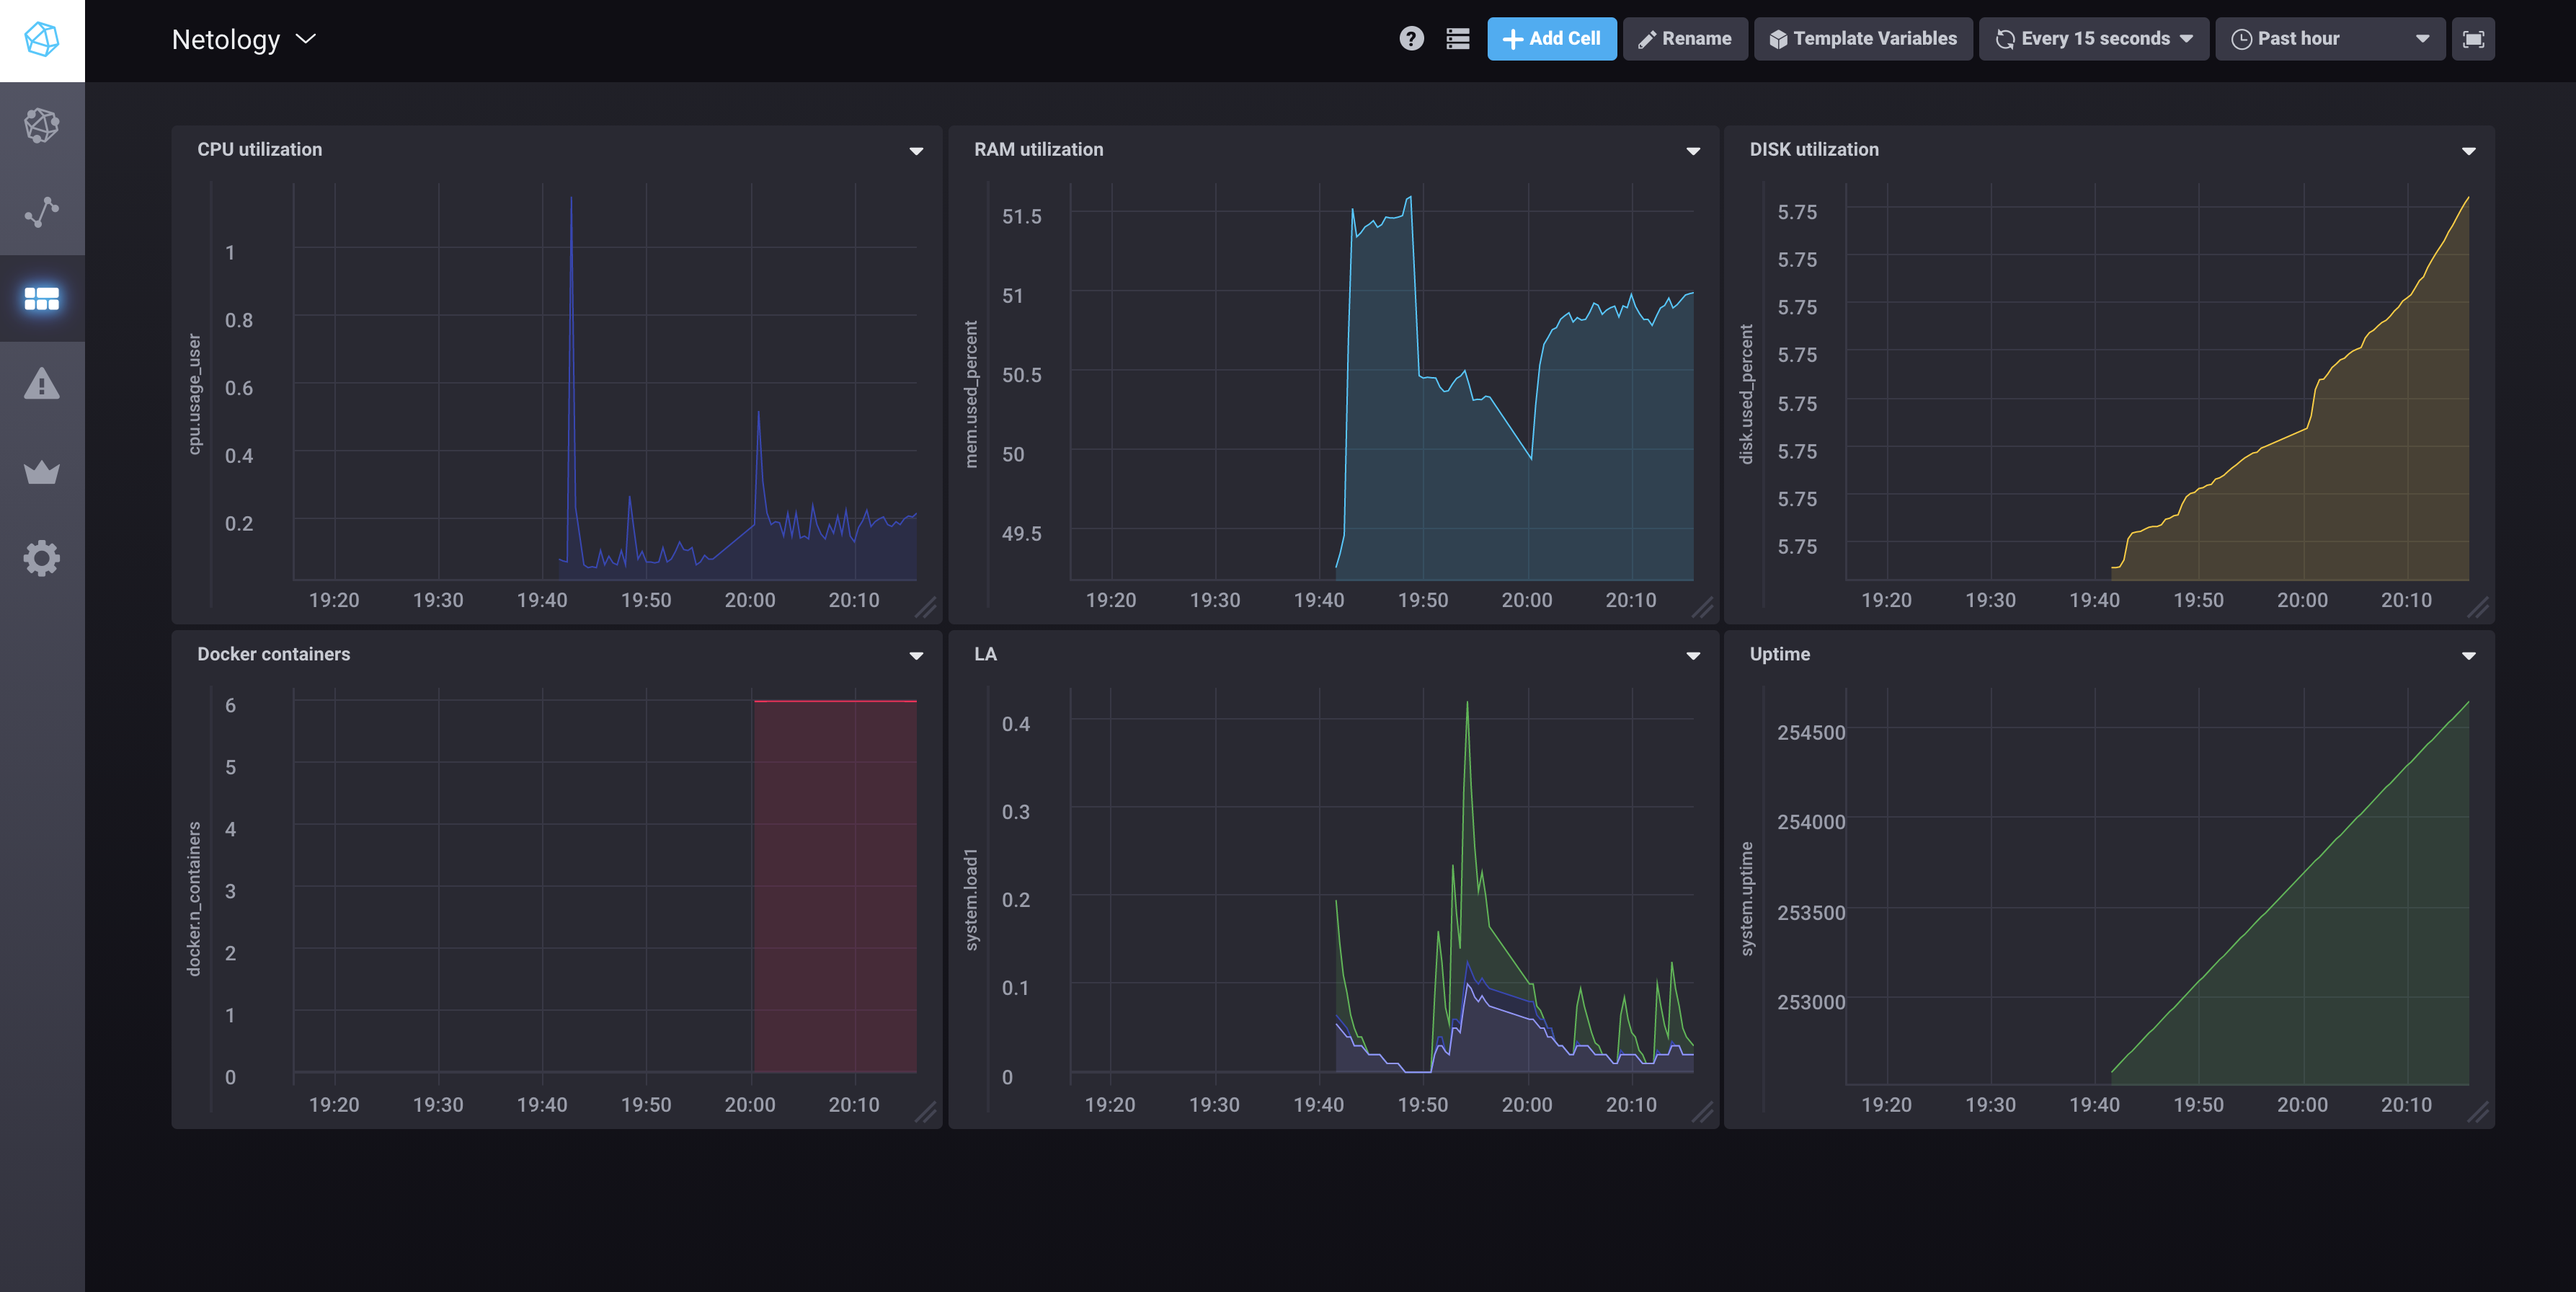 Netology
?
Add Cell
Rename
Template Variables
Every 15 seconds
Past hour
CPU utilization
cpu.usage_user
1
0.8
0.6
0.4
0.2
19:20 19:30 19:40 19:50 20:00 20:10
RAM utilization
mem.used_percent
51.5
51
50.5
50
49.5
19:20 19:30 19:40 19:50 20:00 20:10
DISK utilization
disk.used_percent
5.75
5.75
5.75
5.75
5.75
5.75
5.75
5.75
19:20 19:30 19:40 19:50 20:00 20:10
Docker containers
docker.n_containers
6
5
4
3
2
1
0
19:20 19:30 19:40 19:50 20:00 20:10
LA
system.load1
0.4
0.3
0.2
0.1
0
19:20 19:30 19:40 19:50 20:00 20:10
Uptime
system.uptime
254500
254000
253500
253000
19:20 19:30 19:40 19:50 20:00 20:10